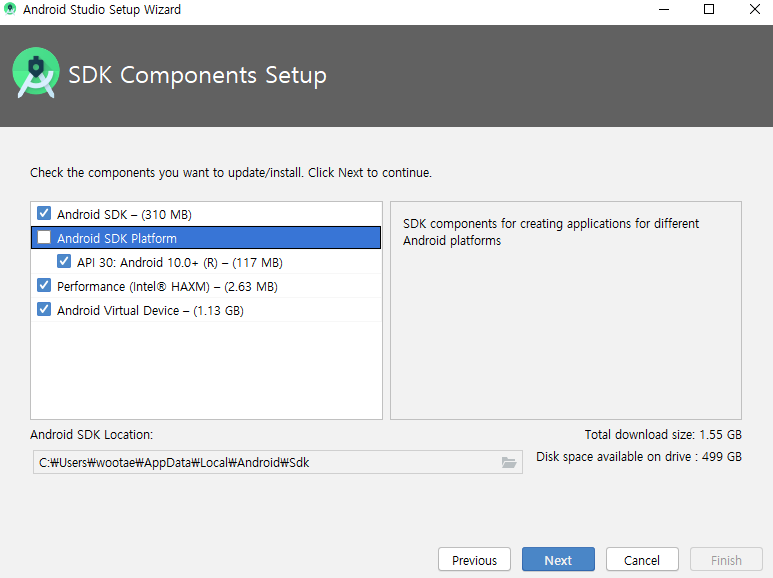 Android Studio Setup Wizard
SDK Components Setup
Check the components you want to update/install. Click Next to continue.
Android SDK – (310 MB)
Android SDK Platform
API 30: Android 10.0+ (R) – (117 MB)
Performance (Intel® HAXM) – (2.63 MB)
Android Virtual Device – (1.13 GB)
SDK components for creating applications for different
Android platforms
Android SDK Location:
C:₩Users₩wootae₩AppData₩Local₩Android₩Sdk
Total download size: 1.55 GB
Disk space available on drive : 499 GB
Previous
Next
Cancel
Finish